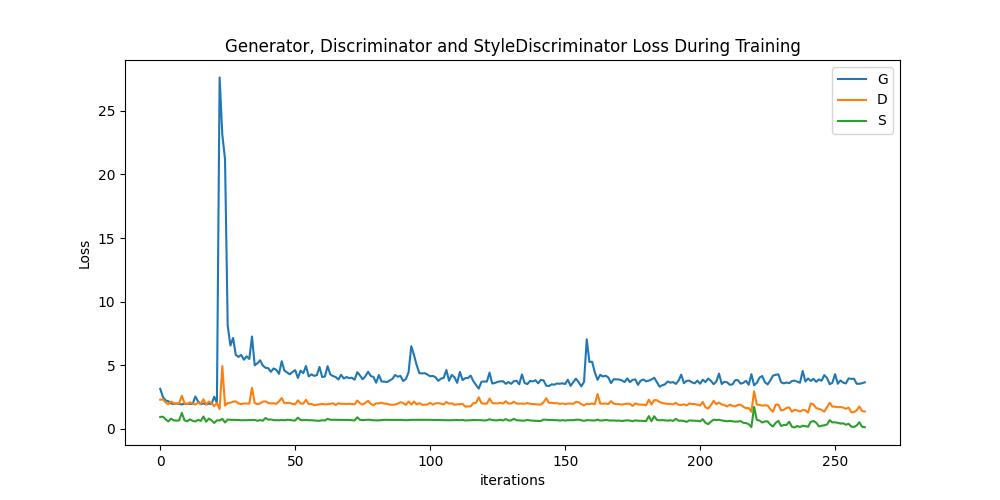 Generator, Discriminator and StyleDiscriminator Loss During Training
G
D
S
25
20
15
10
5
0
Loss
0 50 100 150 200 250
iterations